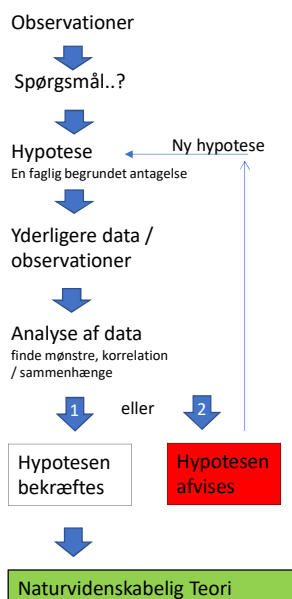 Observationer
Spørgsmål..?
Hypotese
Ny hypotese
En faglig begrundet antagelse
Yderligere data /
observationer
Analyse af data
finde mønstre, korrelation
/ sammenhænge
1
eller
2
Hypotesen
bekræftes
Hypotesen
afvises
Naturvidenskabelig Teori